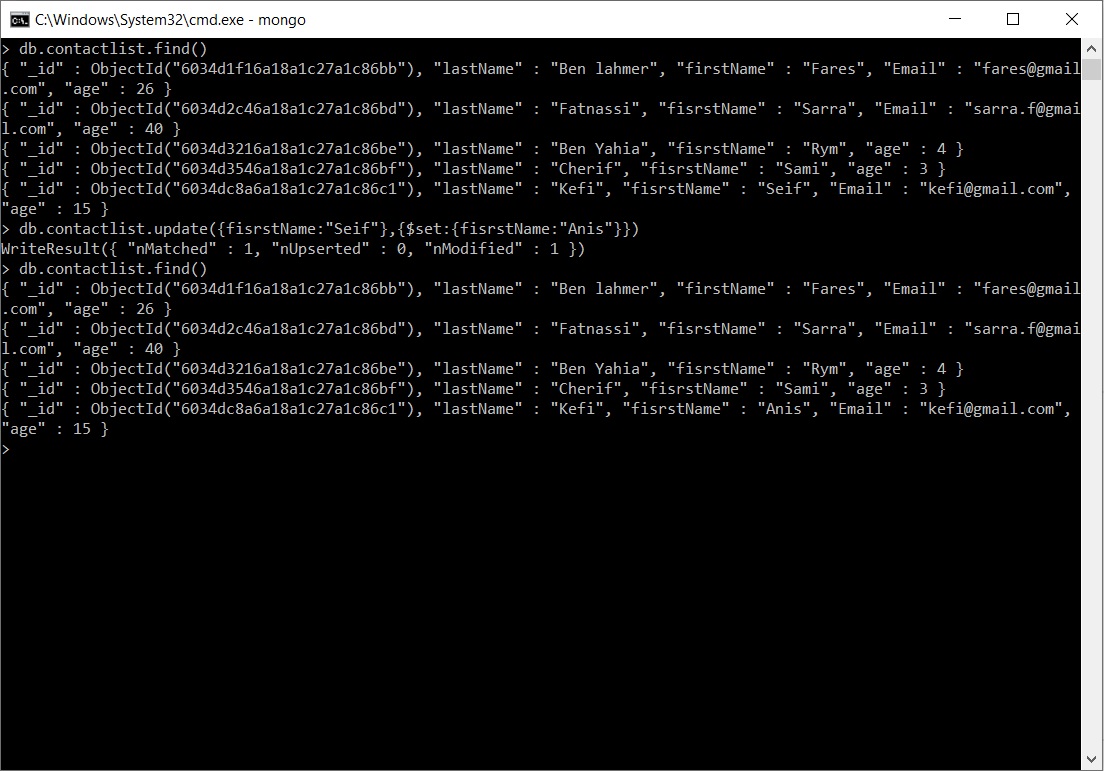 C:\Windows\System32\cmd.exe - mongo
> db.contactlist.find()
{ "_id" : ObjectId("6034d1f16a18a1c27a1c86bb"), "lastName" : "Ben lahmer", "firstName" : "Fares", "Email" : "fares@gmail
.com", "age" : 26 }
{ "_id" : ObjectId("6034d2c46a18a1c27a1c86bd"), "lastName" : "Fatnassi", "fisrstName" : "Sarra", "Email" : "sarra.f@gmai
l.com", "age" : 40 }
{ "_id" : ObjectId("6034d3216a18a1c27a1c86be"), "lastName" : "Ben Yahia", "fisrstName" : "Rym", "age" : 4 }
{ "_id" : ObjectId("6034d3546a18a1c27a1c86bf"), "lastName" : "Cherif", "fisrstName" : "Sami", "age" : 3 }
{ "_id" : ObjectId("6034dc8a6a18a1c27a1c86c1"), "lastName" : "Kefi", "fisrstName" : "Seif", "Email" : "kefi@gmail.com",
"age" : 15 }
> db.contactlist.update({fisrstName:"Seif"},{$set:{fisrstName:"Anis"}})
WriteResult({ "nMatched" : 1, "nUpserted" : 0, "nModified" : 1 })
> db.contactlist.find()
{ "_id" : ObjectId("6034d1f16a18a1c27a1c86bb"), "lastName" : "Ben lahmer", "firstName" : "Fares", "Email" : "fares@gmail
.com", "age" : 26 }
{ "_id" : ObjectId("6034d2c46a18a1c27a1c86bd"), "lastName" : "Fatnassi", "fisrstName" : "Sarra", "Email" : "sarra.f@gmai
l.com", "age" : 40 }
{ "_id" : ObjectId("6034d3216a18a1c27a1c86be"), "lastName" : "Ben Yahia", "fisrstName" : "Rym", "age" : 4 }
{ "_id" : ObjectId("6034d3546a18a1c27a1c86bf"), "lastName" : "Cherif", "fisrstName" : "Sami", "age" : 3 }
{ "_id" : ObjectId("6034dc8a6a18a1c27a1c86c1"), "lastName" : "Kefi", "fisrstName" : "Anis", "Email" : "kefi@gmail.com",
"age" : 15 }
>